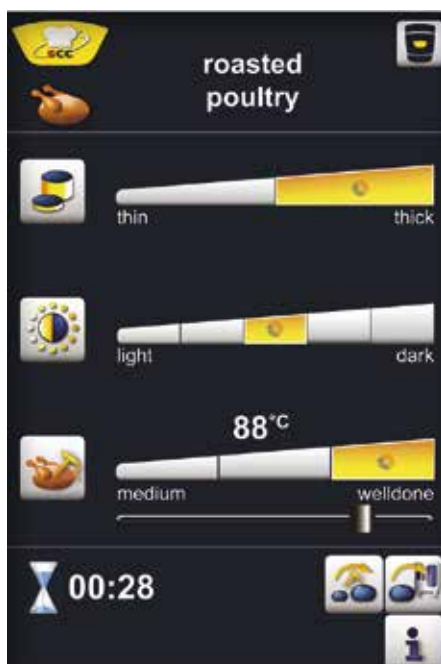 scc
roasted
poultry
thin thick
light dark
88°C
medium welldone
00:28
i